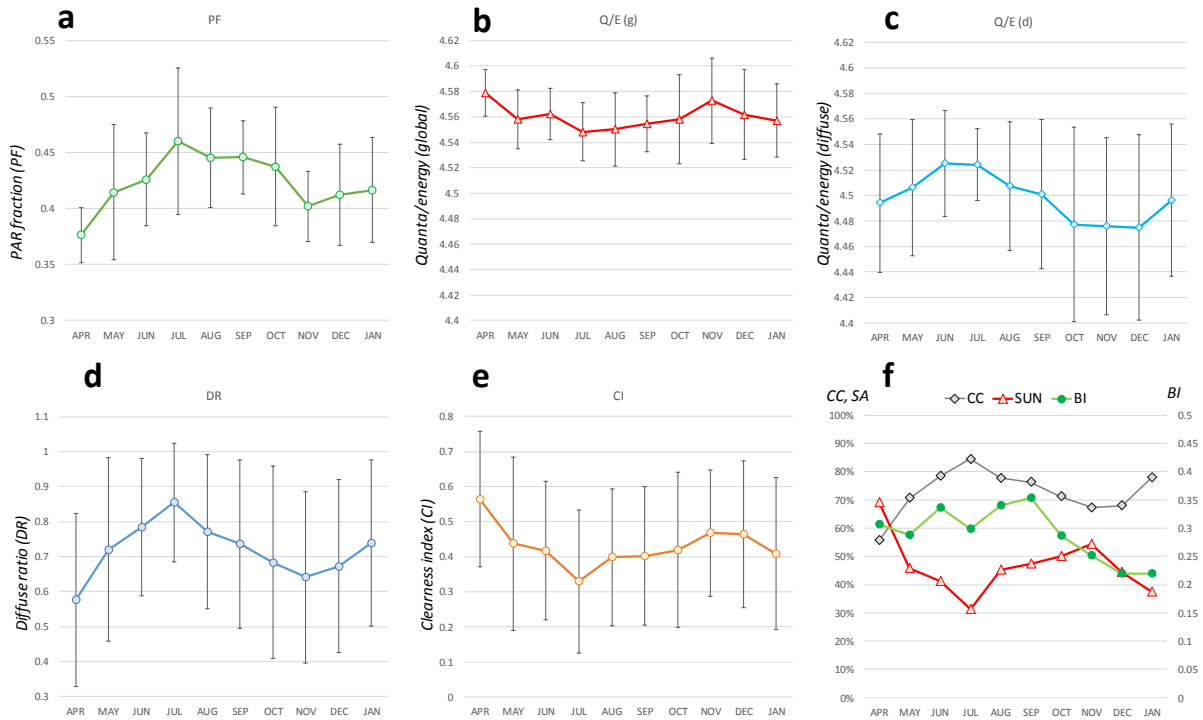 a
PF
PAR fraction (PF)
0.55
0.5
0.45
0.4
0.35
0.3
APR MAY JUN JUL AUG SEP OCT NOV DEC JAN
b
Q/E (g)
Quanta/energy (global)
4.62
4.6
4.58
4.56
4.54
4.52
4.5
4.48
4.46
4.44
4.42
4.4
APR MAY JUN JUL AUG SEP OCT NOV DEC JAN
c
Q/E (d)
Quanta/energy (diffuse)
4.62
4.6
4.58
4.56
4.54
4.52
4.5
4.48
4.46
4.44
4.42
4.4
APR MAY JUN JUL AUG SEP OCT NOV DEC JAN
d
DR
Diffuse ratio (DR)
1.1
1
0.9
0.8
0.7
0.6
0.5
0.4
0.3
APR MAY JUN JUL AUG SEP OCT NOV DEC JAN
e
CI
Clearness index (CI)
0.8
0.7
0.6
0.5
0.4
0.3
0.2
0.1
0
APR MAY JUN JUL AUG SEP OCT NOV DEC JAN
f
CC, SA
BI
CC SUN BI
100%
90%
80%
70%
60%
50%
40%
30%
20%
10%
0%
0.5
0.45
0.4
0.35
0.3
0.25
0.2
0.15
0.1
0.05
0
APR MAY JUN JUL AUG SEP OCT NOV DEC JAN